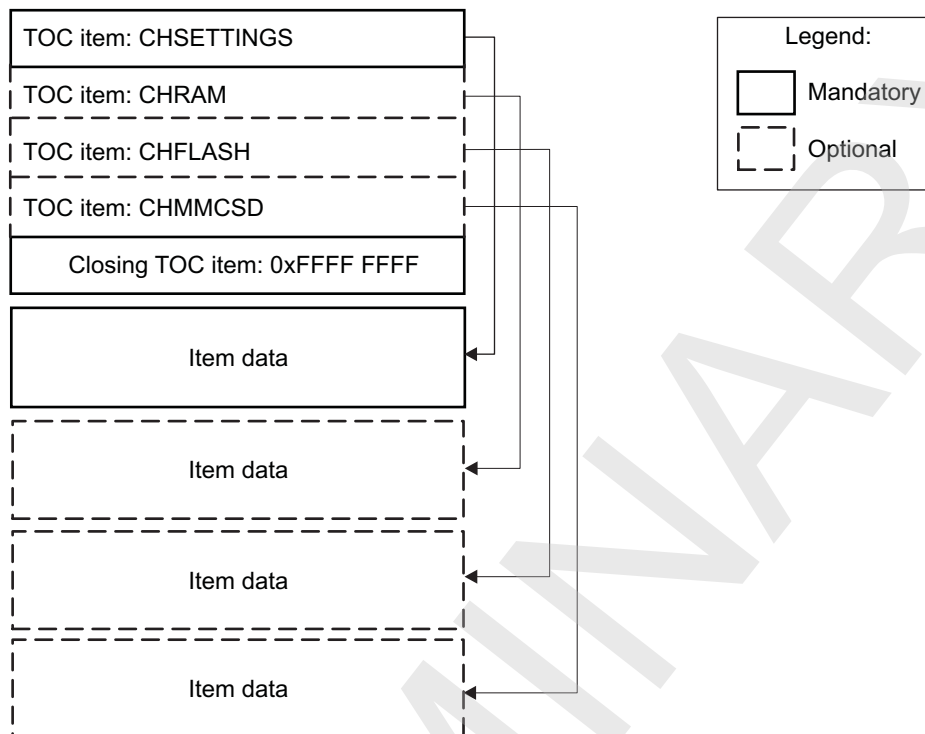 TOC item: CHSETTINGS
TOC item: CHRAM
TOC item: CHFLASH
TOC item: CHMMCSD
Closing TOC item: 0xFFFF FFFF
Item data
Item data
Item data
Item data
Legend:
Mandatory
Optional